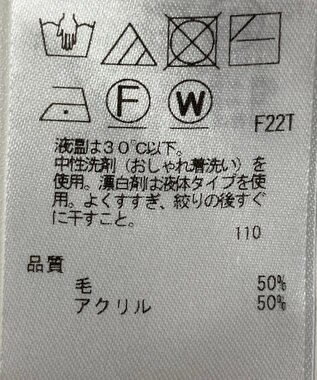 F W
F22T
液温は30℃以下。
中性洗剤（おしゃれ着洗い）を
使用。漂白剤は液体タイプを使
用。よくすすぎ、絞りの後すぐ
に干すこと。
110
品質
毛 50%
アクリル 50%